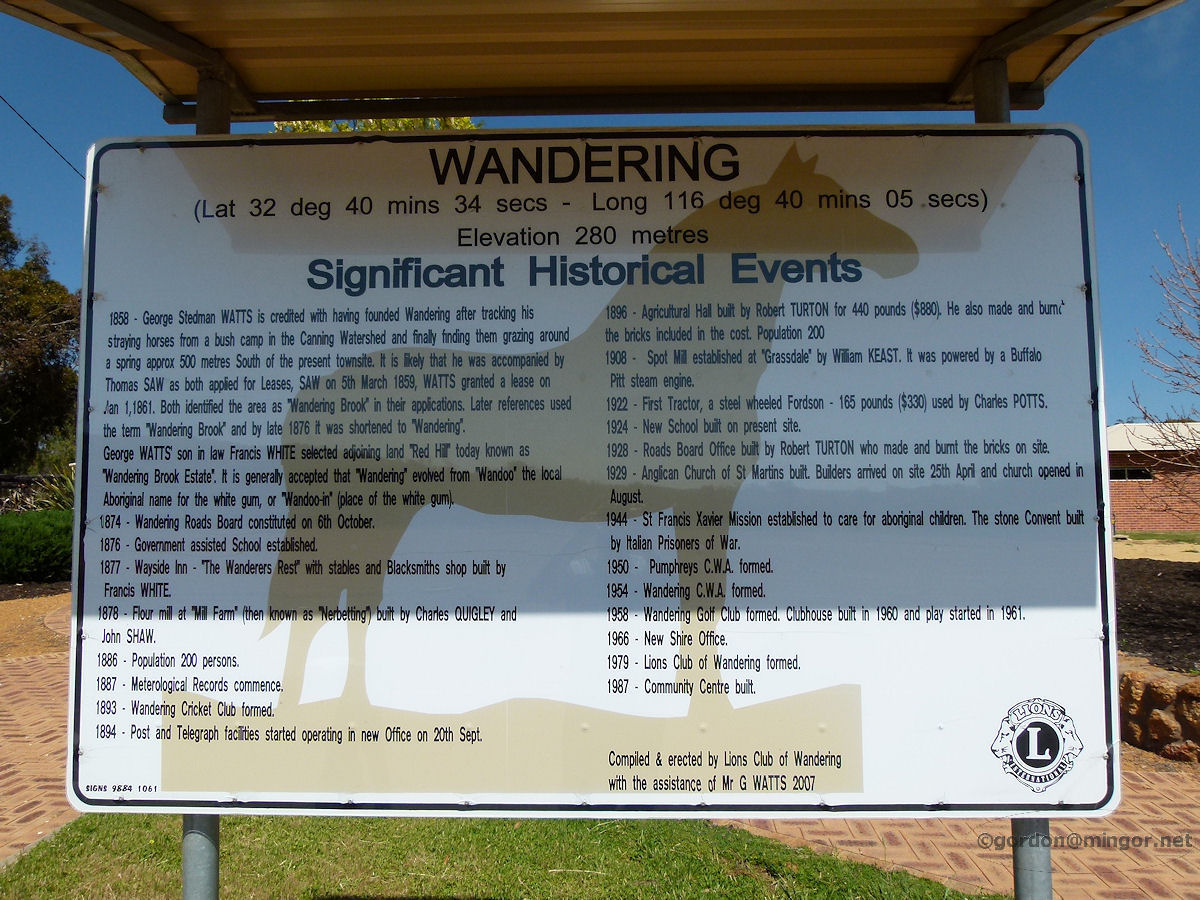 WANDERING
(Lat 32 deg 40 mins 34 secs - Long 116 deg 40 mins 05 secs)
Elevation 280 metres
Significant Historical Events
1858 - George Stedman WATTS is credited with having founded Wandering after tracking his
straying horses from a bush camp in the Canning Watershed and finally finding them grazing around
a spring approx 500 metres South of the present townsite. It is likely that he was accompanied by
Thomas SAW as both applied for Leases, SAW on 5th March 1859, WATTS granted a lease on
Jan 1,1861. Both identified the area as "Wandering Brook" in their applications. Later references used
the term "Wandering Brook" and by late 1876 it was shortened to "Wandering".
George WATTS' son in law Francis WHITE selected adjoining land "Red Hill" today known as
"Wandering Brook Estate". It is generally accepted that "Wandering" evolved from "Wandoo" the local
Aboriginal name for the white gum, or "Wandoo-in" (place of the white gum).
1874 - Wandering Roads Board constituted on 6th October.
1876 - Government assisted School established.
1877 - Wayside Inn - "The Wanderers Rest" with stables and Blacksmiths shop built by
Francis WHITE.
1878 - Flour mill at "Mill Farm" (then known as "Nerbetting") built by Charles QUIGLEY and
John SHAW.
1886 - Population 200 persons.
1887 - Meterological Records commence.
1893 - Wandering Cricket Club formed.
1894 - Post and Telegraph facilities started operating in new Office on 20th Sept.
1896 - Agricultural Hall built by Robert TURTON for 440 pounds ($880). He also made and burnt
the bricks included in the cost. Population 200
1908 - Spot Mill established at "Grassdale" by William KEAST. It was powered by a Buffalo
Pitt steam engine.
1922 - First Tractor, a steel wheeled Fordson - 165 pounds ($330) used by Charles POTTS.
1924 - New School built on present site.
1928 - Roads Board Office built by Robert TURTON who made and burnt the bricks on site.
1929 - Anglican Church of St Martins built. Builders arrived on site 25th April and church opened in
August.
1944 - St Francis Xavier Mission established to care for aboriginal children. The stone Convent built
by Italian Prisoners of War.
1950 - Pumphreys C.W.A. formed.
1954 - Wandering C.W.A. formed.
1958 - Wandering Golf Club formed. Clubhouse built in 1960 and play started in 1961.
1966 - New Shire Office.
1979 - Lions Club of Wandering formed.
1987 - Community Centre built.
Compiled & erected by Lions Club of Wandering
with the assistance of Mr G WATTS 2007
LIONS
L
INTERNATIONAL
SIGNS 9884 1061
©gordon@mingor.net